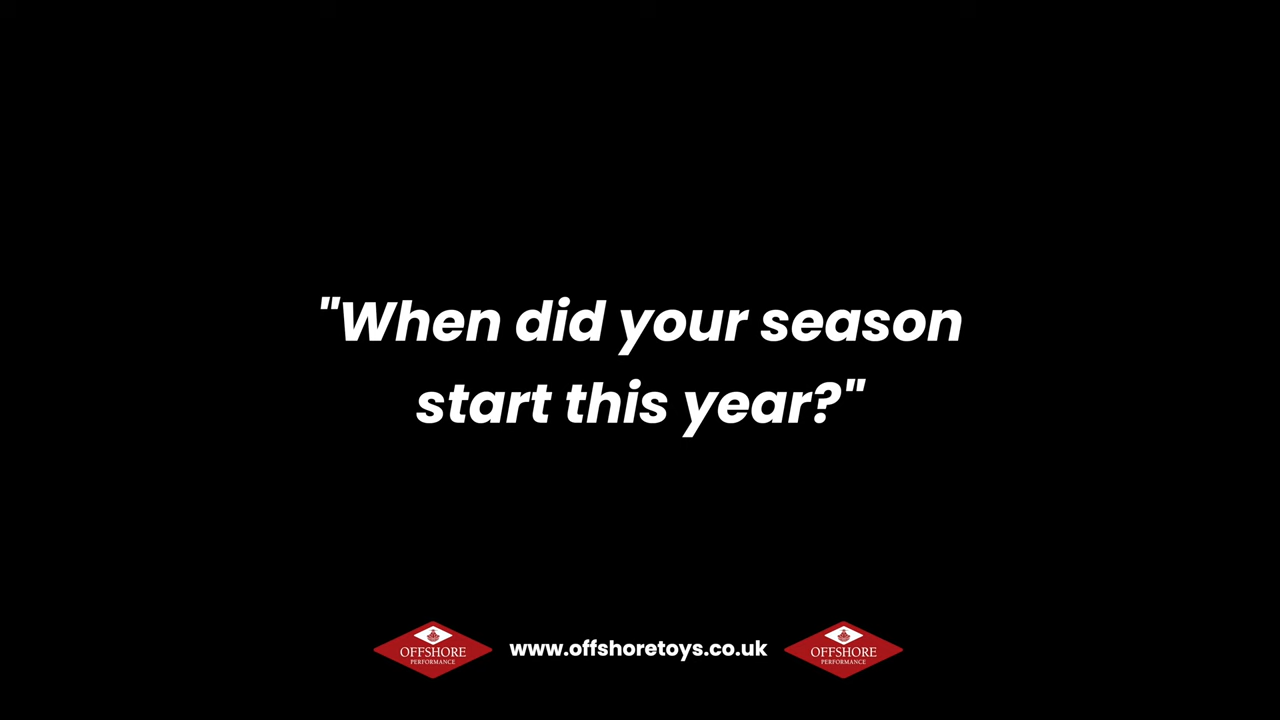 "When did your season
start this year?"
OFFSHORE
PERFORMANCE
www.offshoretoys.co.uk
OFFSHORE
PERFORMANCE